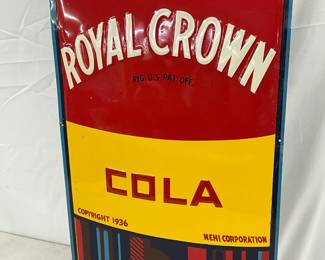 ROYAL CROWN
REG. U.S. PAT. OFF.
COLA
COPYRIGHT 1936
NEHI CORPORATION